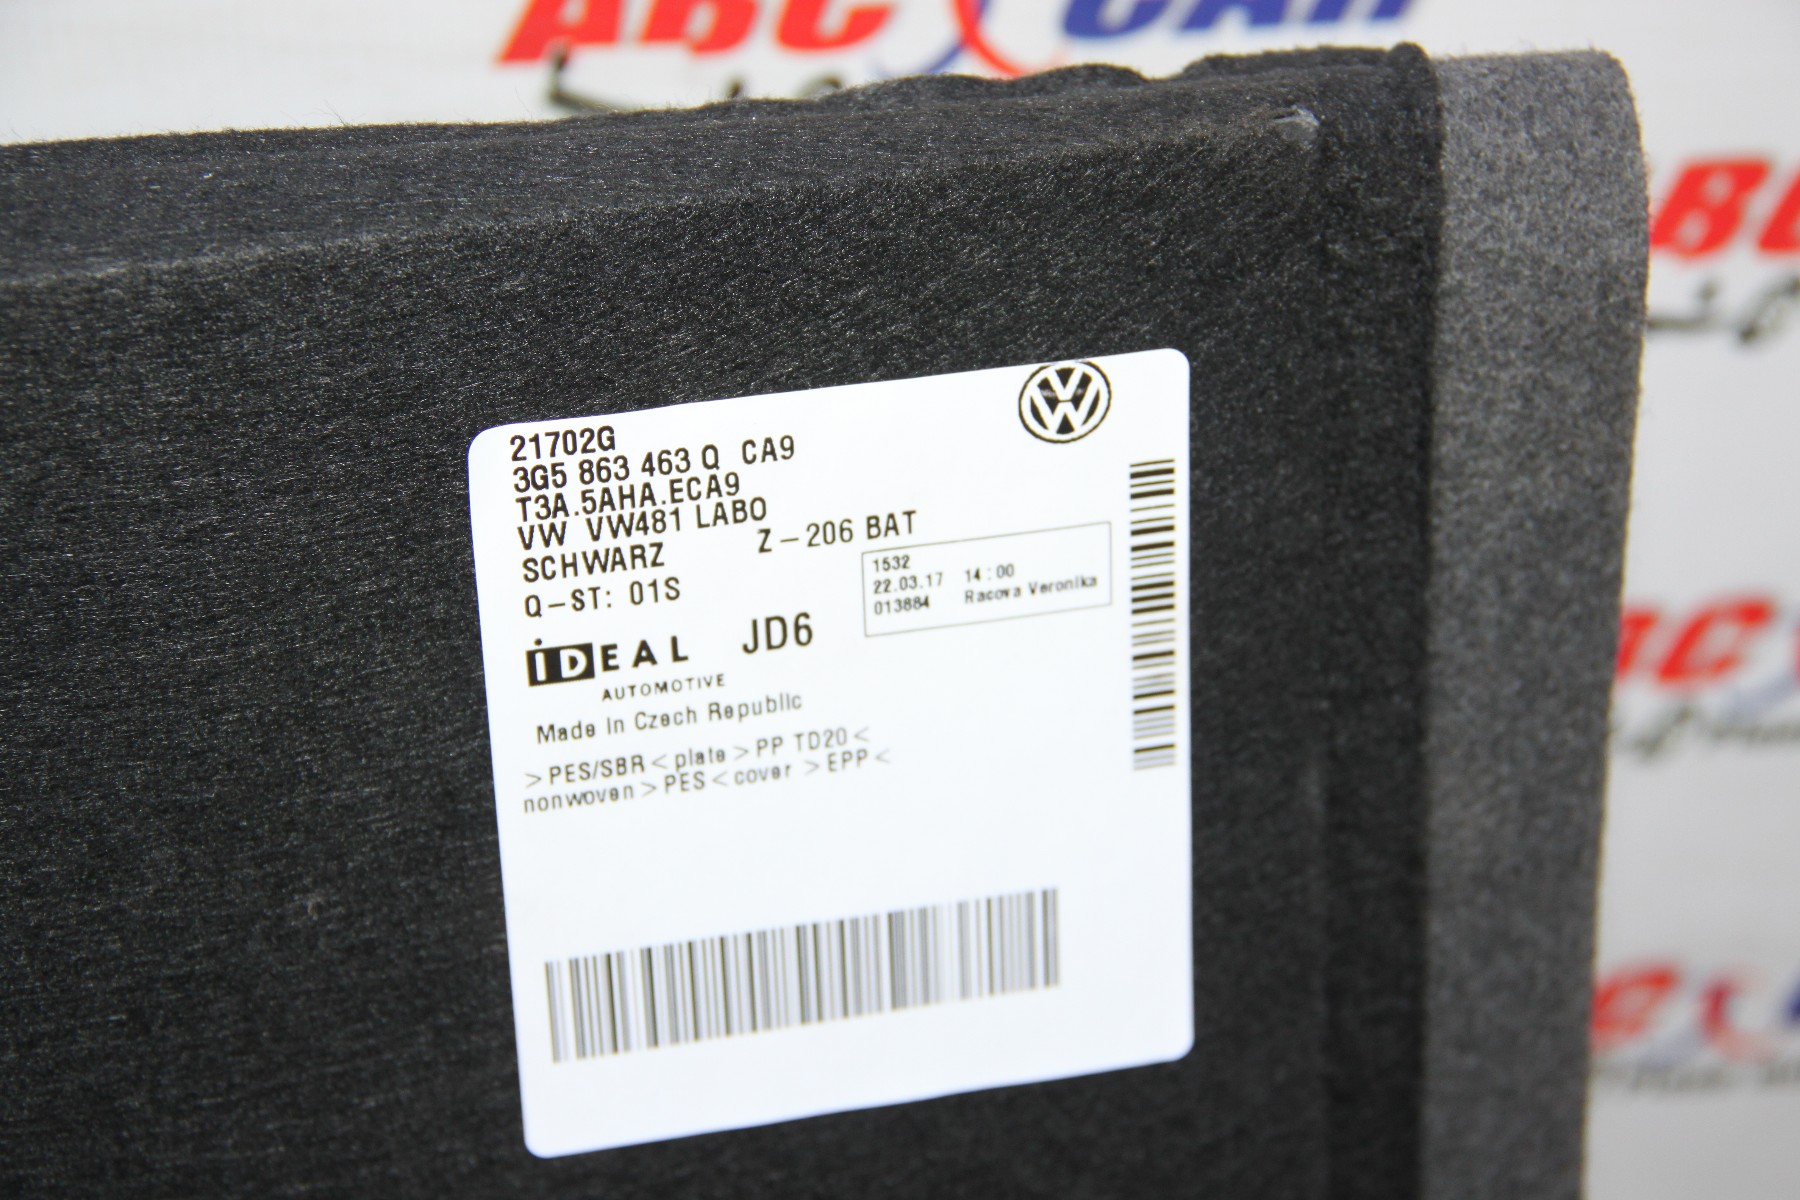 ABC CAR
21702G
3G5 863 463 Q CA9
T3A.5AHA.ECA9
VW VW481 LABO
SCHWARZ Z-206 BAT
Q-ST: 01S
1532
22.03.17 14:00
013884 Racova Veronika
iDEAL JD6
AUTOMOTIVE
Made In Czech Republic
>PES/SBR<plate>PP TD20<
nonwoven>PES<cover >EPP<